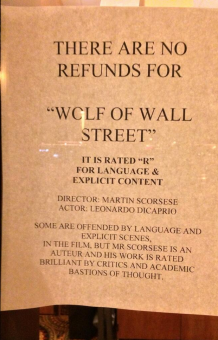 THERE ARE NO
REFUNDS FOR
"WOLF OF WALL
STREET"
IT IS RATED "R"
FOR LANGUAGE &
EXPLICIT CONTENT
DIRECTOR: MARTIN SCORSESE
ACTOR: LEONARDO DICAPRIO
SOME ARE OFFENDED BY LANGUAGE AND
EXPLICIT SCENES,
IN THE FILM, BUT MR SCORSESE IS AN
AUTEUR AND HIS WORK IS RATED
BRILLIANT BY CRITICS AND ACADEMIC
BASTIONS OF THOUGHT.